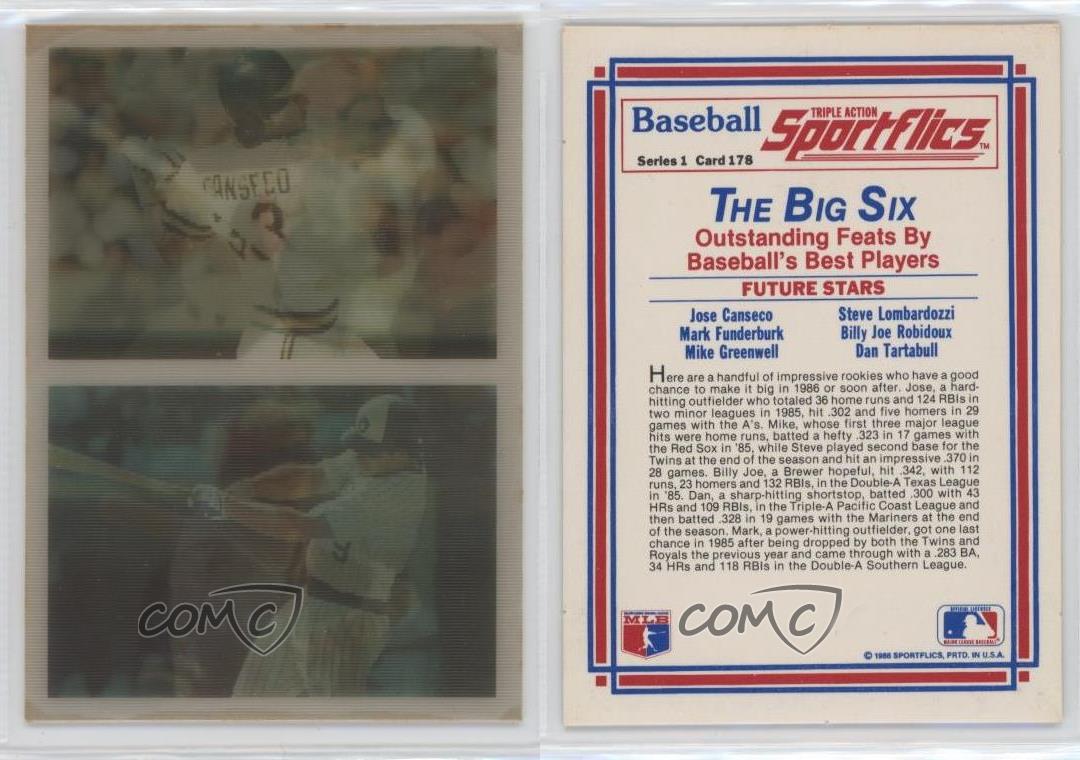 CANSECO
33
COMC
Baseball TRIPLE ACTION Sportflics™
Series 1 Card 178
THE BIG SIX
Outstanding Feats By
Baseball's Best Players
FUTURE STARS
Jose Canseco Steve Lombardozzi
Mark Funderburk Billy Joe Robidoux
Mike Greenwell Dan Tartabull
Here are a handful of impressive rookies who have a good
chance to make it big in 1986 or soon after. Jose, a hard-
hitting outfielder who totaled 36 home runs and 124 RBIs in
two minor leagues in 1985, hit .302 and five homers in 29
games with the A's. Mike, whose first three major league
hits were home runs, batted a hefty .323 in 17 games with
the Red Sox in '85, while Steve played second base for the
Twins at the end of the season and hit an impressive .370 in
28 games. Billy Joe, a Brewer hopeful, hit .342, with 112
runs, 23 homers and 132 RBIs, in the Double-A Texas League
in '85. Dan, a sharp-hitting shortstop, batted .300 with 43
HRs and 109 RBIs, in the Triple-A Pacific Coast League and
then batted .328 in 19 games with the Mariners at the end
of the season. Mark, a power-hitting outfielder, got one last
chance in 1985 after being dropped by both the Twins and
Royals the previous year and came through with a .283 BA,
34 HRs and 118 RBIs in the Double-A Southern League.
MLB
COMC
OFFICIAL LICENSEE
MAJOR LEAGUE BASEBALL
© 1986 SPORTFLICS, PRTD. IN U.S.A.